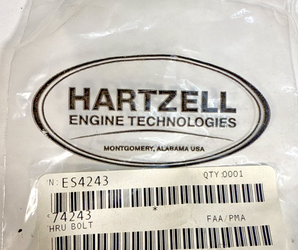 HARTZELL
ENGINE TECHNOLOGIES
MONTGOMERY, ALABAMA USA
N. ES4243 QTY:0001
74243
HRU BOLT FAA/PMA